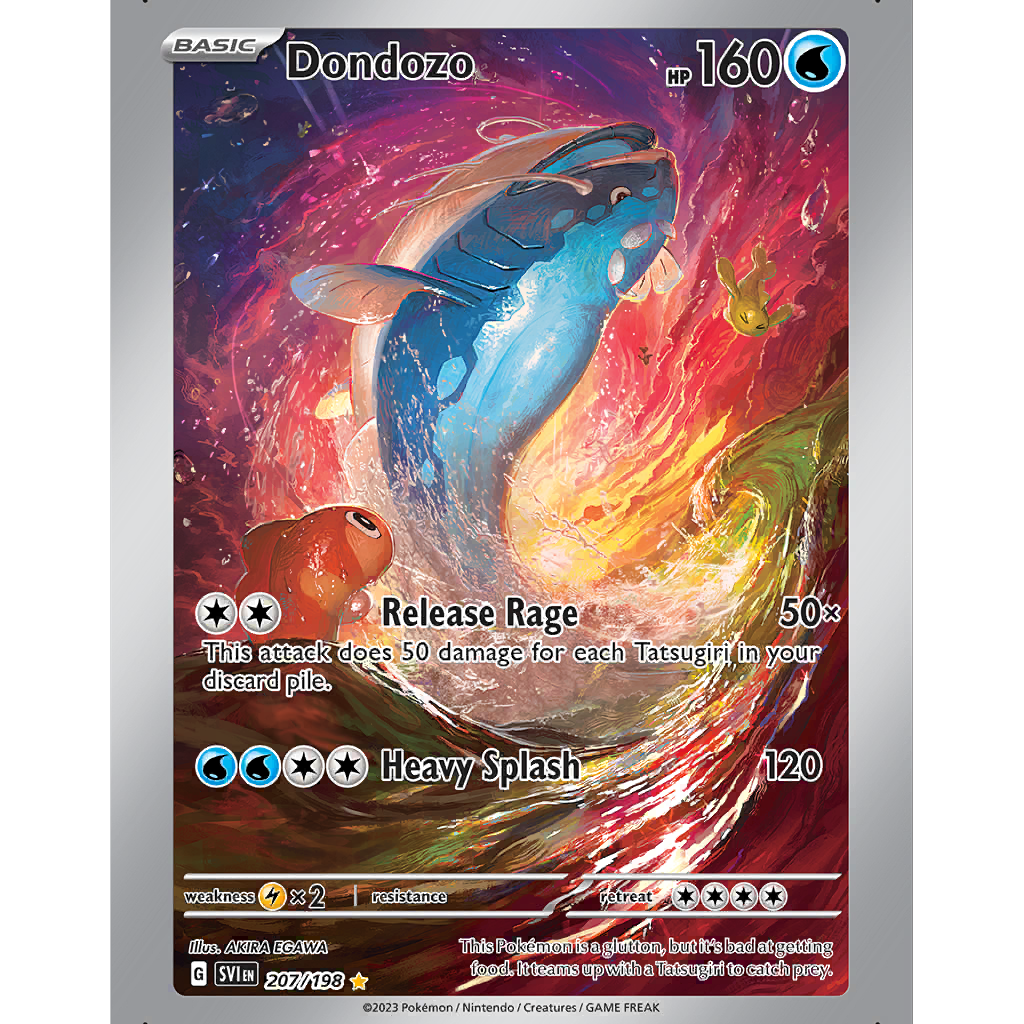 BASIC Dondozo HP 160
Release Rage 50×
This attack does 50 damage for each Tatsugiri in your
discard pile.
Heavy Splash 120
weakness ×2 resistance retreat
Illus. AKIRA EGAWA
G SVI EN 207/198
This Pokémon is a glutton, but it's bad at getting
food. It teams up with a Tatsugiri to catch prey.
©2023 Pokémon / Nintendo / Creatures / GAME FREAK